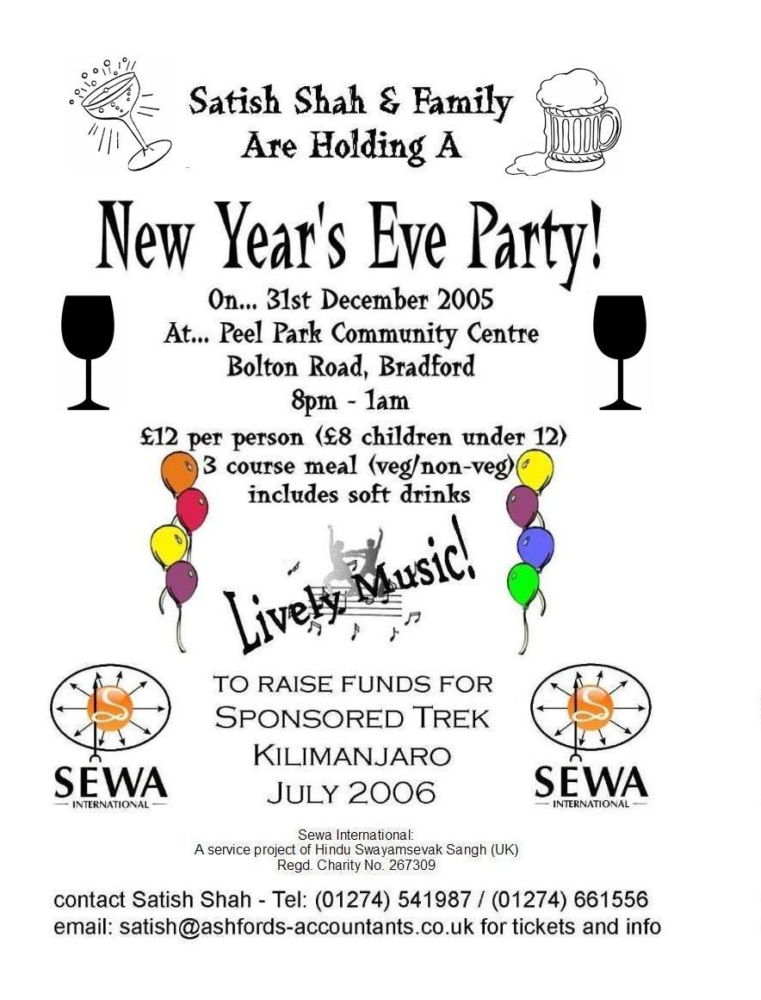 Satish Shah & Family
Are Holding A
New Year's Eve Party!
On... 31st December 2005
At... Peel Park Community Centre
Bolton Road, Bradford
8pm - 1am
£12 per person (£8 children under 12)
3 course meal (veg/non-veg)
includes soft drinks
Lively Music!
TO RAISE FUNDS FOR
SPONSORED TREK
KILIMANJARO
JULY 2006
S
SEWA
INTERNATIONAL
S
SEWA
INTERNATIONAL
Sewa International:
A service project of Hindu Swayamsevak Sangh (UK)
Regd. Charity No. 267309
contact Satish Shah - Tel: (01274) 541987 / (01274) 661556
email: satish@ashfords-accountants.co.uk for tickets and info